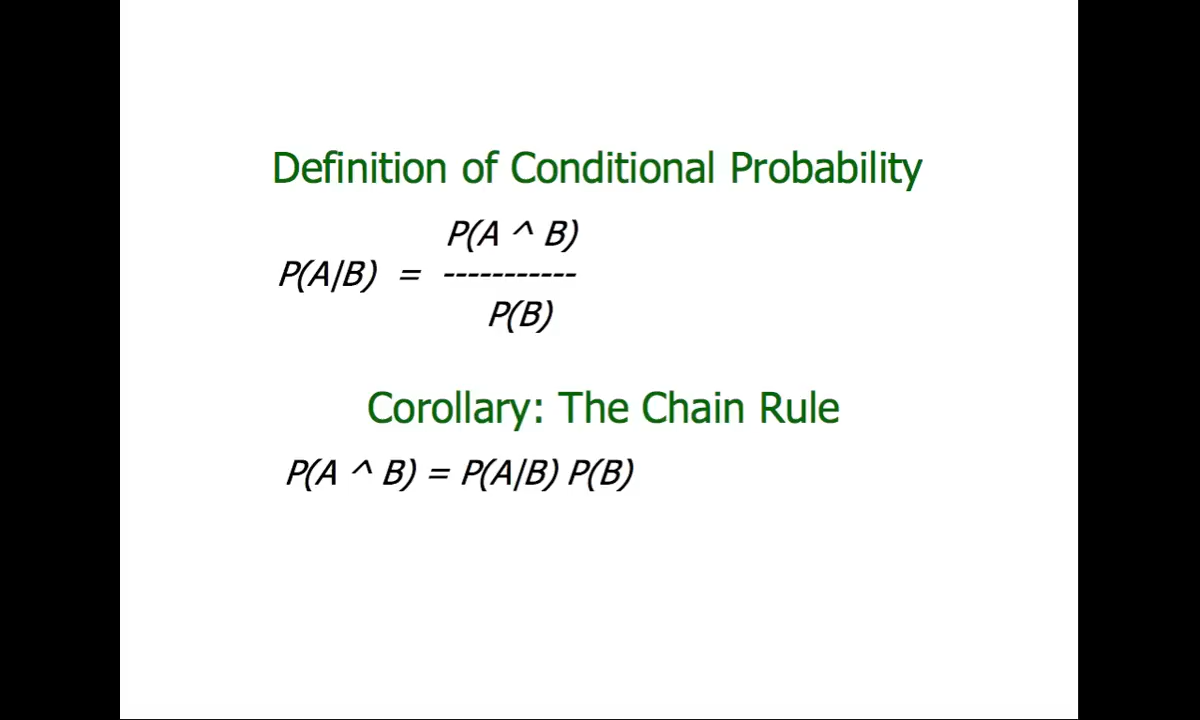 Definition of Conditional Probability
P(A ^ B)
P(A|B) = -----------
P(B)
Corollary: The Chain Rule
P(A ^ B) = P(A|B) P(B)